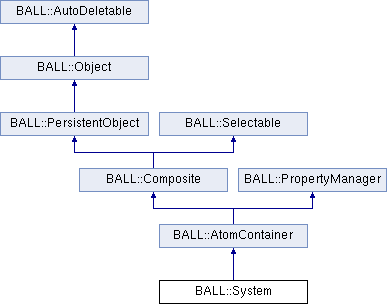 BALL::AutoDeletable
BALL::Object
BALL::PersistentObject
BALL::Selectable
BALL::Composite
BALL::PropertyManager
BALL::AtomContainer
BALL::System